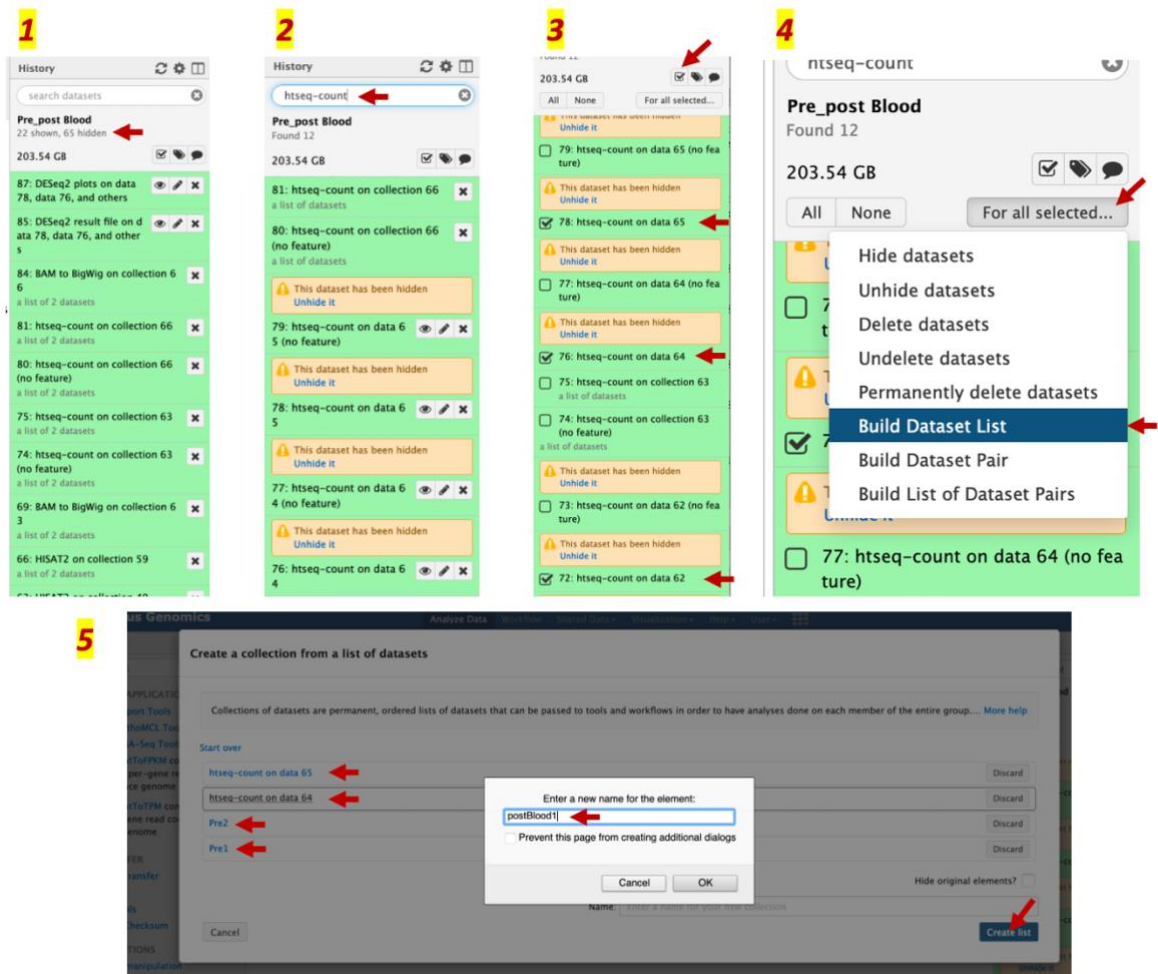 1
History
search datasets
Pre_post Blood
22 shown, 65 hidden
203.54 GB
87: DESeq2 plots on data
78, data 76, and others
85: DESeq2 result file on d
ata 78, data 76, and other
s
84: BAM to BigWig on collection 6
6
a list of 2 datasets
81: htseq-count on collection 66
a list of 2 datasets
80: htseq-count on collection 66
(no feature)
a list of 2 datasets
75: htseq-count on collection 63
a list of 2 datasets
74: htseq-count on collection 63
(no feature)
a list of 2 datasets
69: BAM to BigWig on collection 6
3
a list of 2 datasets
66: HISAT2 on collection 59
a list of 2 datasets
2
History
htseq-count
Pre_post Blood
Found 12
203.54 GB
81: htseq-count on collection 66
a list of datasets
80: htseq-count on collection 66
(no feature)
a list of datasets
This dataset has been hidden
Unhide it
79: htseq-count on data 6
5 (no feature)
This dataset has been hidden
Unhide it
78: htseq-count on data 6
5
This dataset has been hidden
Unhide it
77: htseq-count on data 6
4 (no feature)
This dataset has been hidden
Unhide it
76: htseq-count on data 6
4
3
Found 12
203.54 GB
All None For all selected...
This dataset has been hidden
Unhide it
79: htseq-count on data 65 (no fea
ture)
This dataset has been hidden
Unhide it
78: htseq-count on data 65
This dataset has been hidden
Unhide it
77: htseq-count on data 64 (no fea
ture)
This dataset has been hidden
Unhide it
76: htseq-count on data 64
75: htseq-count on collection 63
a list of datasets
74: htseq-count on collection 63
(no feature)
a list of datasets
This dataset has been hidden
Unhide it
73: htseq-count on data 62 (no fea
ture)
This dataset has been hidden
Unhide it
72: htseq-count on data 62
4
htseq-count
Pre_post Blood
Found 12
203.54 GB
All None For all selected...
Hide datasets
Unhide datasets
Delete datasets
Undelete datasets
Permanently delete datasets
Build Dataset List
Build Dataset Pair
Build List of Dataset Pairs
Unhide it
77: htseq-count on data 64 (no fea
ture)
5
Genomics
Analyze Data Workflow Shared Data Visualization Help User
Create a collection from a list of datasets
Collections of datasets are permanent, ordered lists of datasets that can be passed to tools and workflows in order to have analyses done on each member of the entire group.... More help
Start over
htseq-count on data 65 Discard
htseq-count on data 64 Discard
Pre2 Discard
Pre1 Discard
Enter a new name for the element:
postBlood1
Prevent this page from creating additional dialogs
Cancel OK
Hide original elements?
Name: Enter a name for your new collection
Cancel Create list